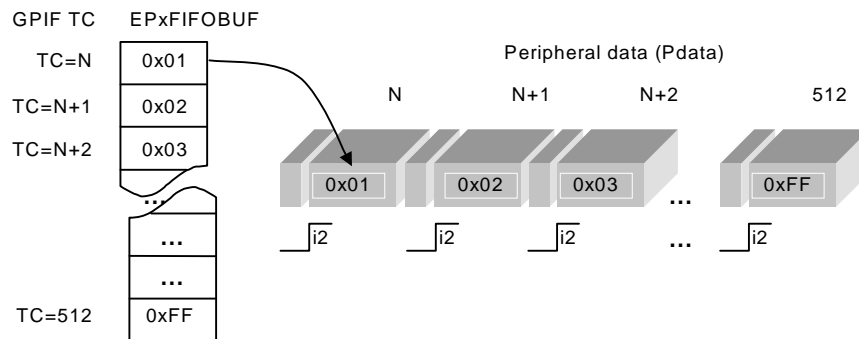 GPIF TC EPxFIFOBUF
Peripheral data (Pdata)
TC=N 0x01
N N+1 N+2 512
TC=N+1 0x02
TC=N+2 0x03
0x01 0x02 0x03 ... 0xFF
...
i2 i2 i2 ... i2
...
...
TC=512 0xFF